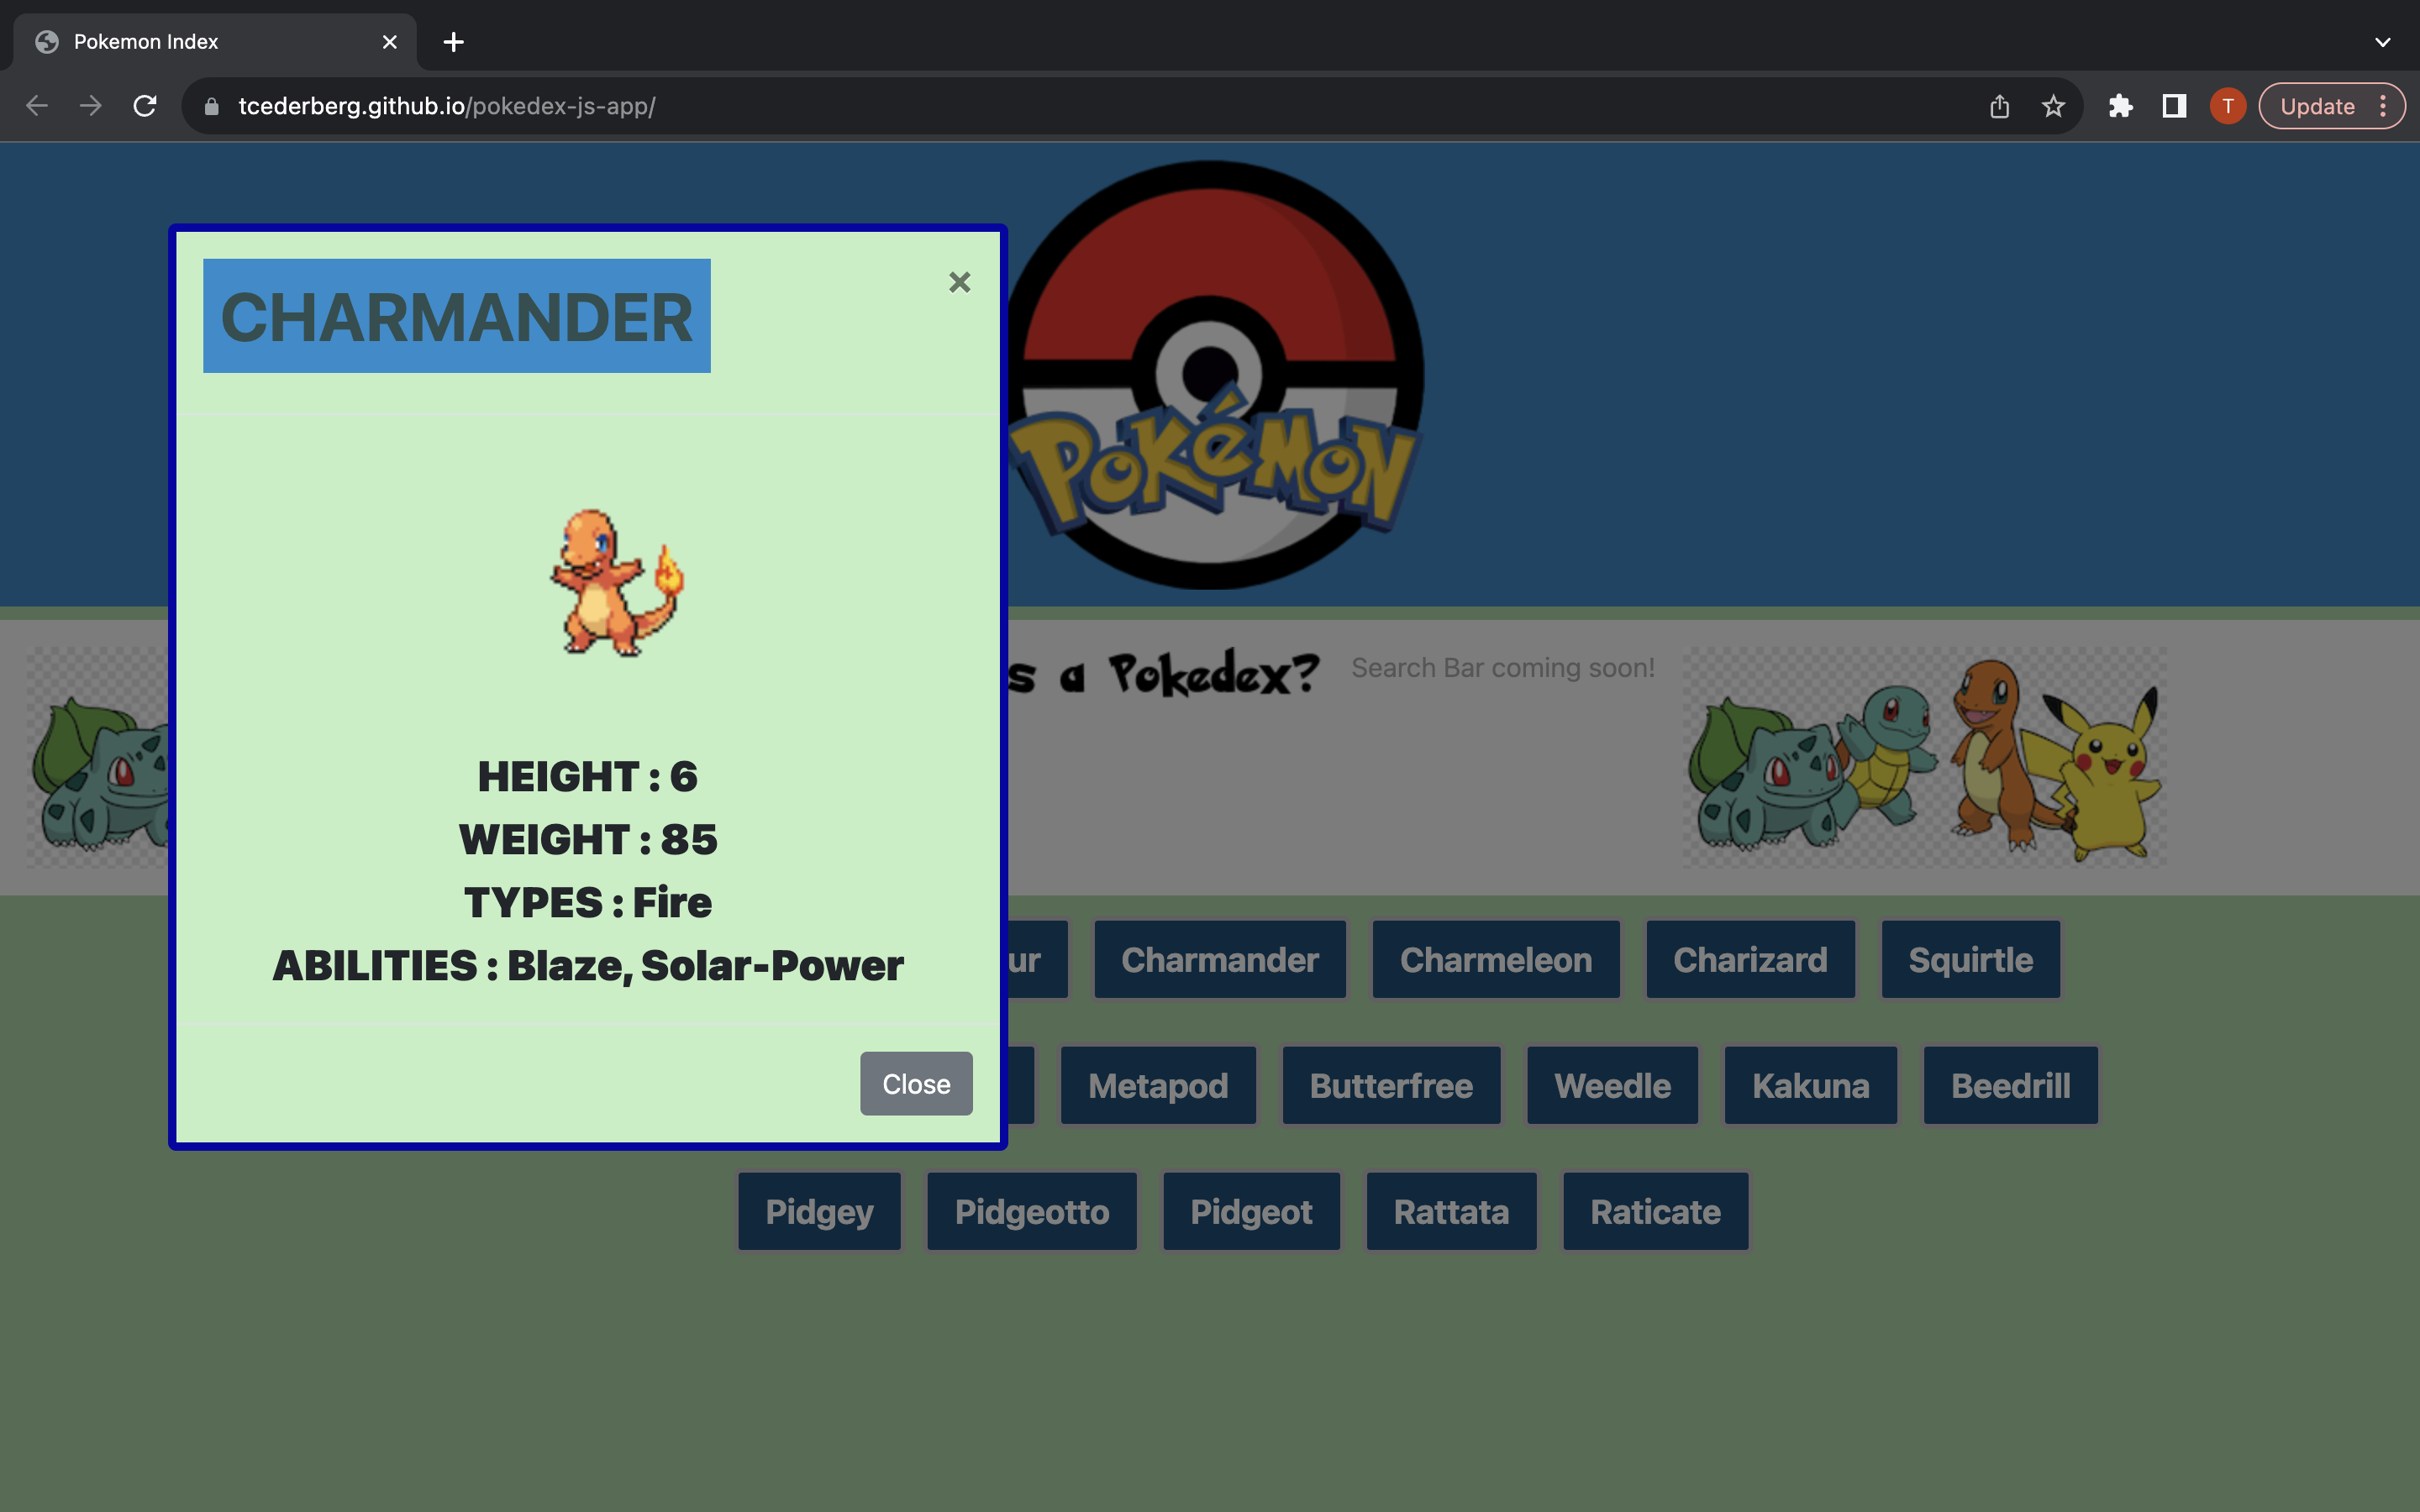 Pokemon Index
tcederberg.github.io/pokedex-js-app/
T
Update
CHARMANDER
×
Pokémon
s a Pokedex?
Search Bar coming soon!
HEIGHT : 6
WEIGHT : 85
TYPES : Fire
ABILITIES : Blaze, Solar-Power
Close
ur
Charmander
Charmeleon
Charizard
Squirtle
Metapod
Butterfree
Weedle
Kakuna
Beedrill
Pidgey
Pidgeotto
Pidgeot
Rattata
Raticate